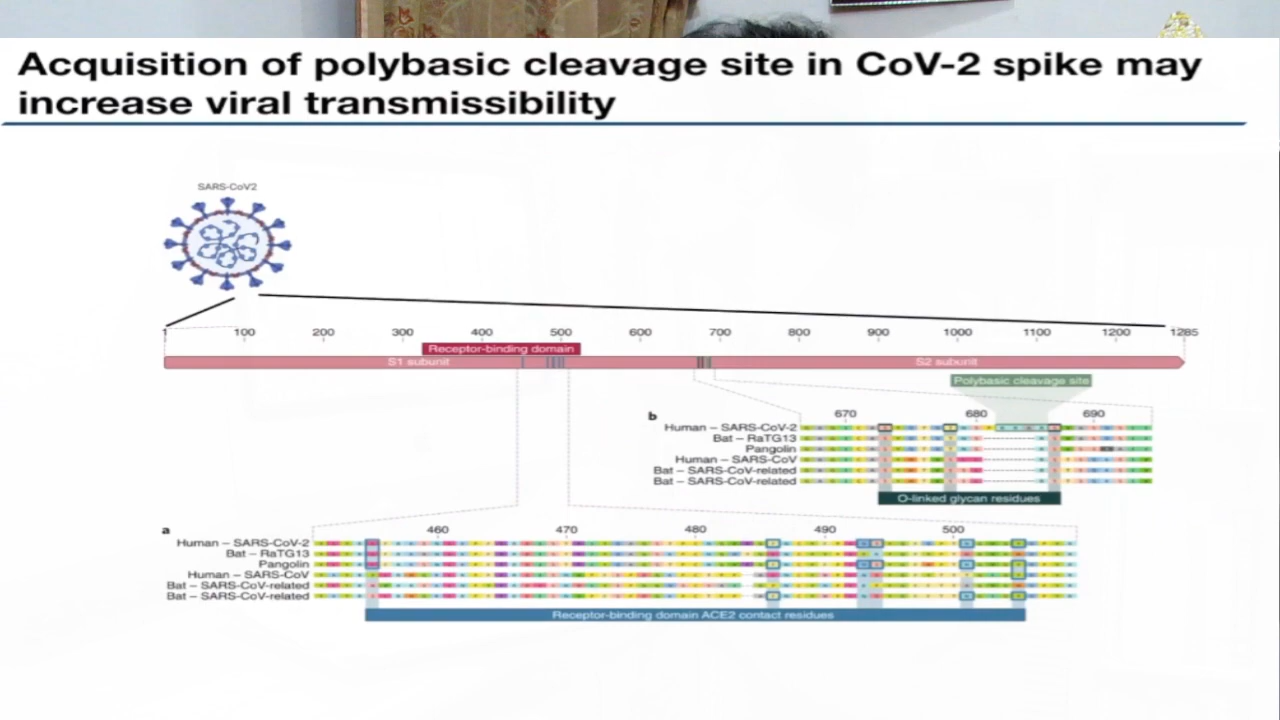 Acquisition of polybasic cleavage site in CoV-2 spike may
increase viral transmissibility
SARS-CoV2
1 100 200 300 400 500 600 700 800 900 1000 1100 1200 1285
Receptor-binding domain
S1 subunit S2 subunit
Polybasic cleavage site
b 670 680 690
Human – SARS-CoV-2
Bat – RaTG13
Pangolin
Human – SARS-CoV
Bat – SARS-CoV-related
Bat – SARS-CoV-related
O-linked glycan residues
a 460 470 480 490 500
Human – SARS-CoV-2
Bat – RaTG13
Pangolin
Human – SARS-CoV
Bat – SARS-CoV-related
Bat – SARS-CoV-related
Receptor-binding domain ACE2 contact residues